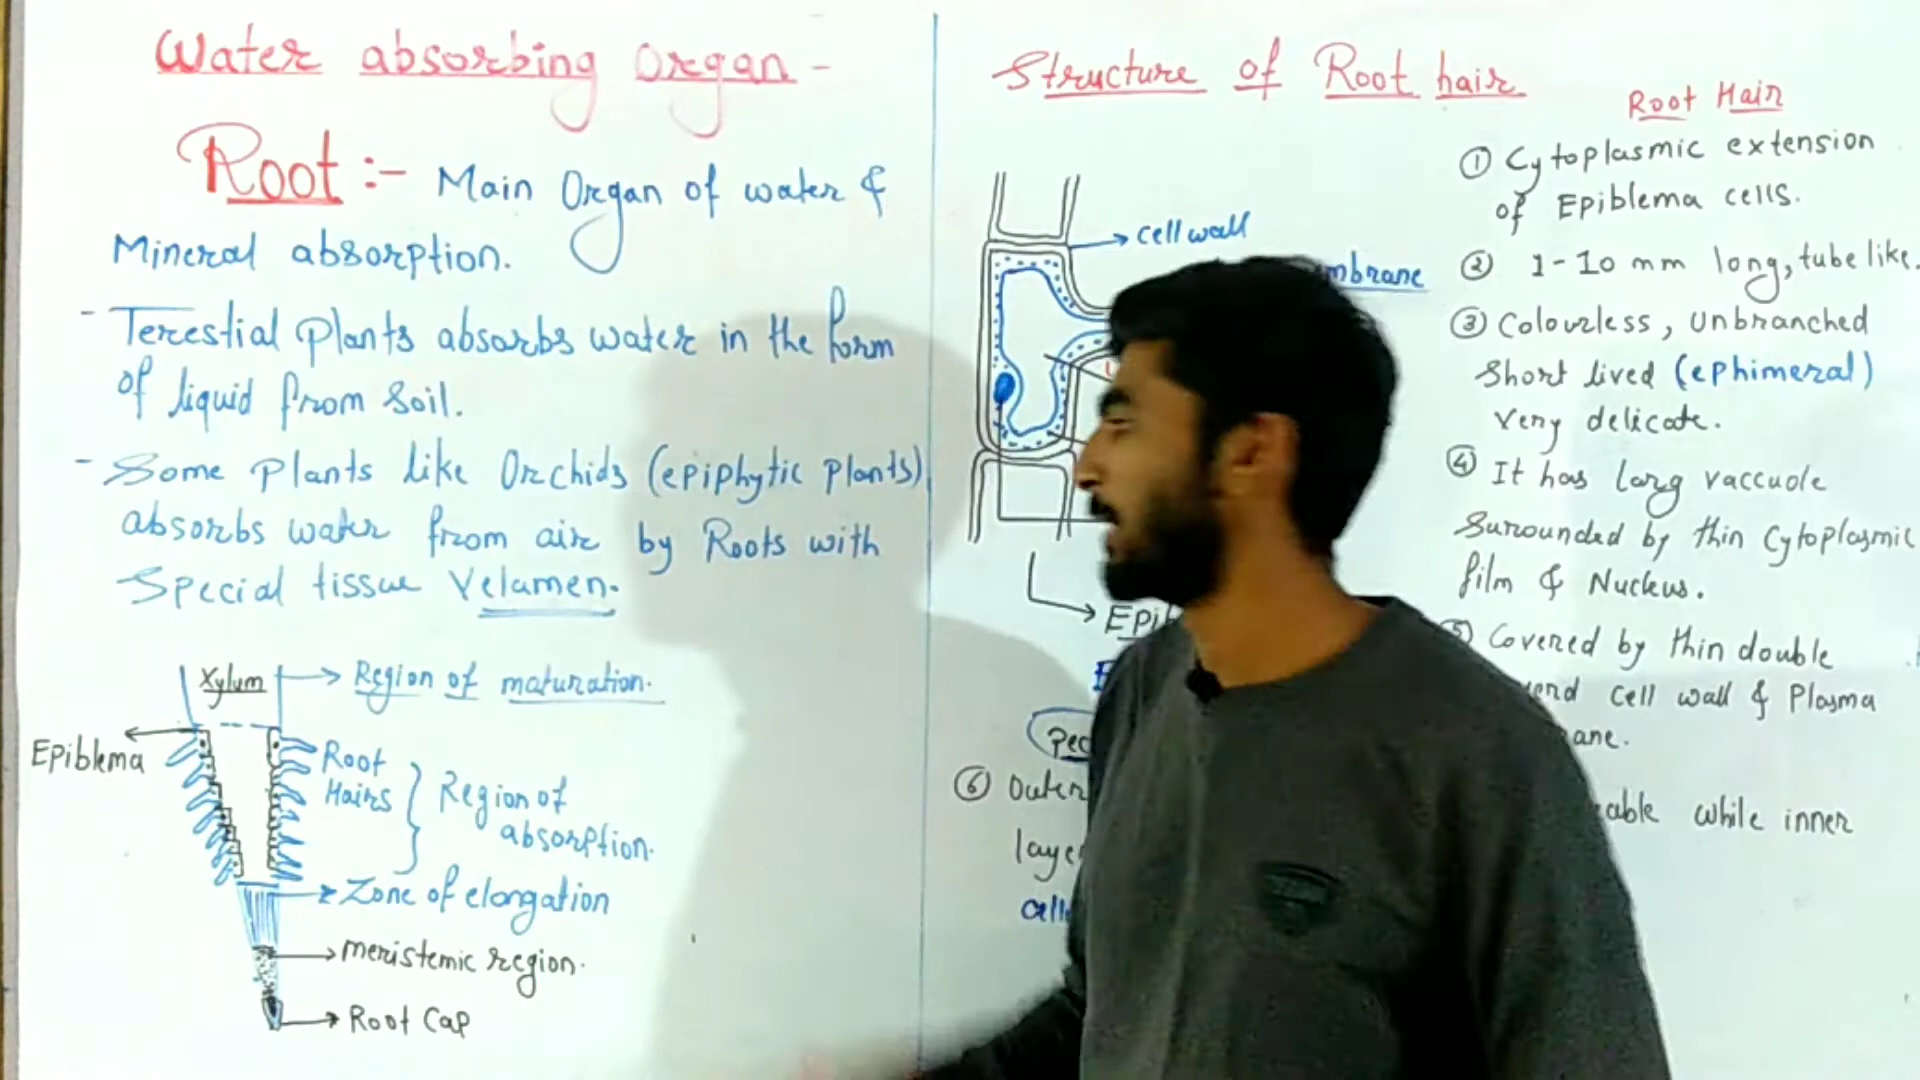 Water absorbing Organ -
Root :- Main Organ of water &
Mineral absorption.
- Terestial Plants absorbs water in the form
of liquid from Soil.
- Some Plants like Orchids (epiphytic plants)
absorbs water from air by Roots with
Special tissue Velamen.
Xylum
Region of maturation.
Epiblema
Root
Hairs
Region of
absorption.
Zone of elongation
meristemic region.
Root Cap
Structure of Root hair
cell wall
mbrane
Epi
Root Hair
① Cytoplasmic extension
of Epiblema cells.
② 1-10 mm long, tube like.
③ Colourless, Unbranched
Short lived (ephimeral)
very delicate.
④ It has larg vaccuole
Surounded by thin Cytoplasmic
film & Nucleus.
⑤ Covered by thin double
cell wall & Plasma
ane.
⑥ Outer
able while inner
laye